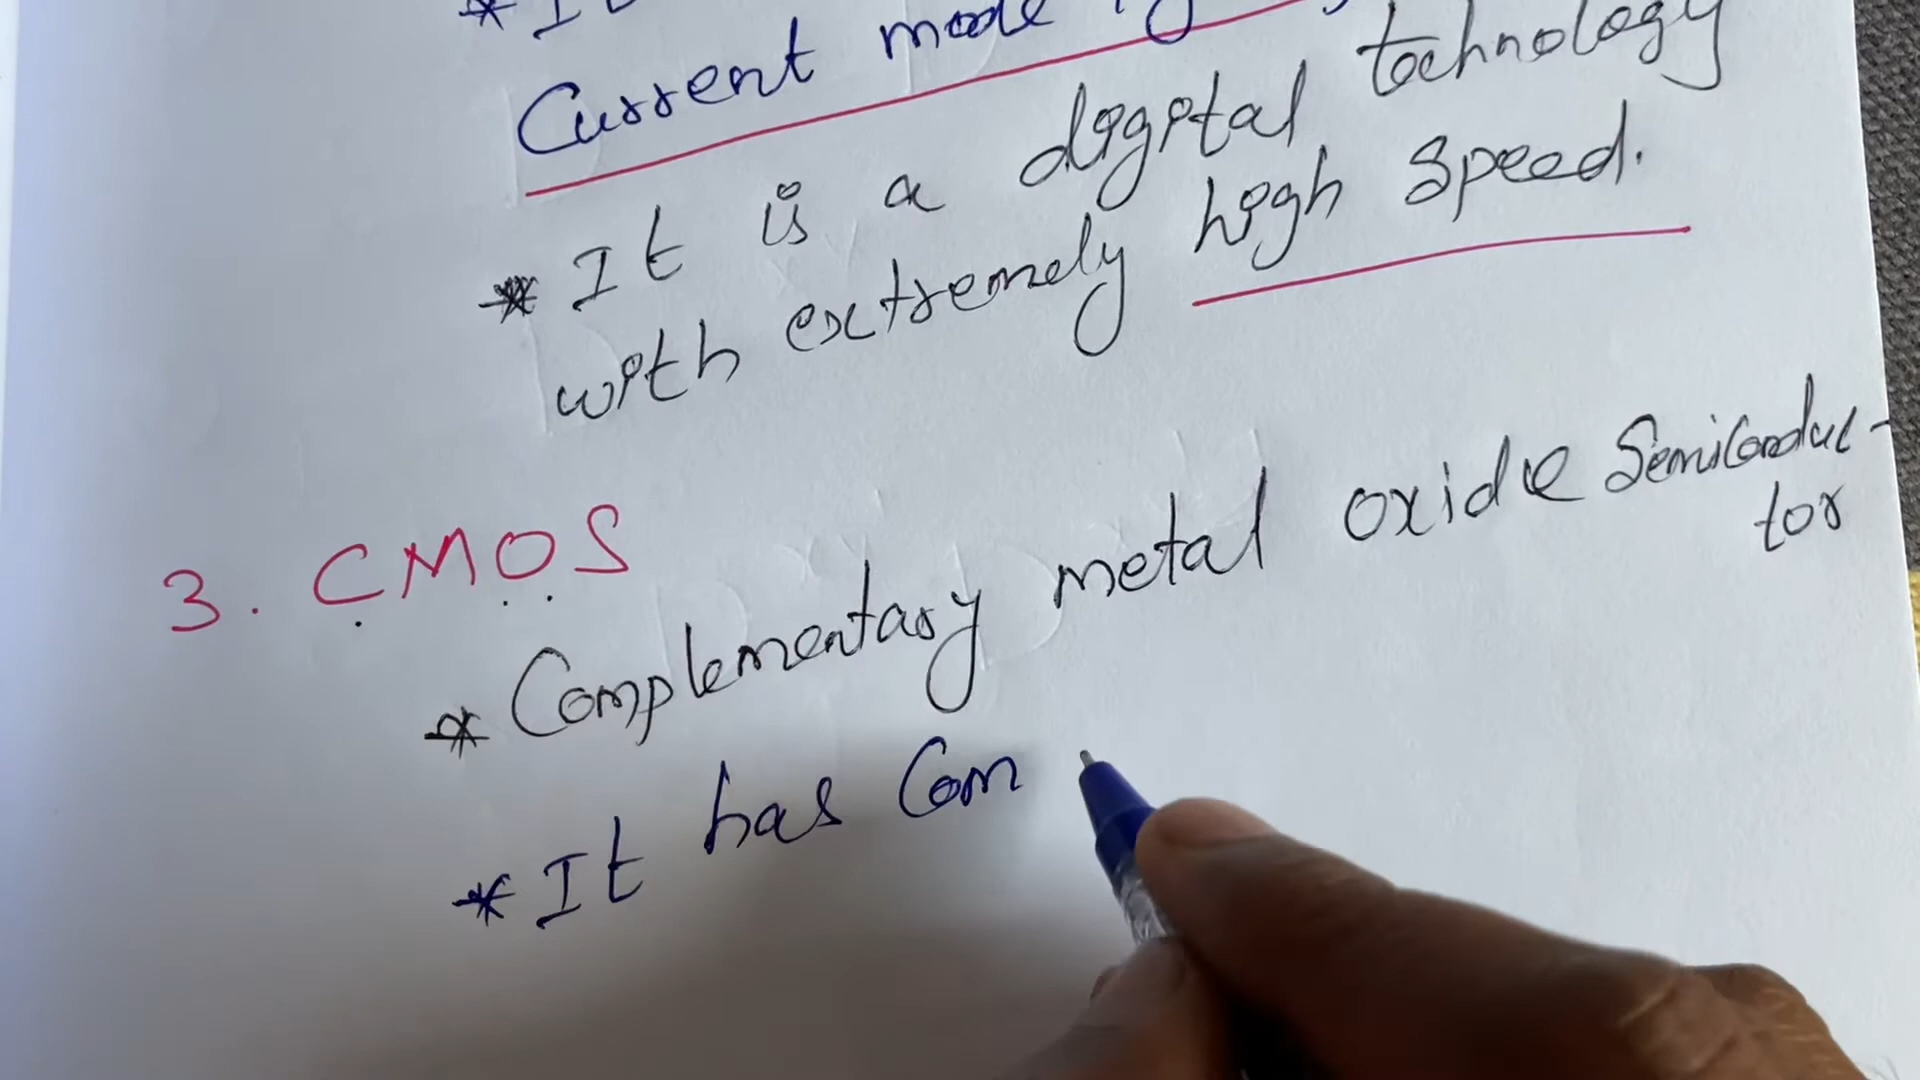 * It
Current mode
* It is a digital technology
with extremely high speed.
3. CMOS
* Complementary metal oxide Semiconduc-
tor
* It has Com